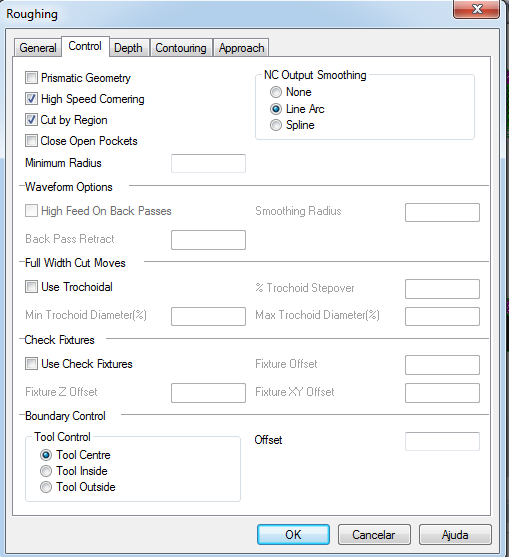 Roughing
General Control Depth Contouring Approach
Prismatic Geometry
High Speed Cornering
Cut by Region
Close Open Pockets
Minimum Radius
NC Output Smoothing
None
Line Arc
Spline
Waveform Options
High Feed On Back Passes Smoothing Radius
Back Pass Retract
Full Width Cut Moves
Use Trochoidal % Trochoid Stepover
Min Trochoid Diameter(%) Max Trochoid Diameter(%)
Check Fixtures
Use Check Fixtures Fixture Offset
Fixture Z Offset Fixture XY Offset
Boundary Control
Tool Control
Tool Centre
Tool Inside
Tool Outside
Offset
OK Cancelar Ajuda